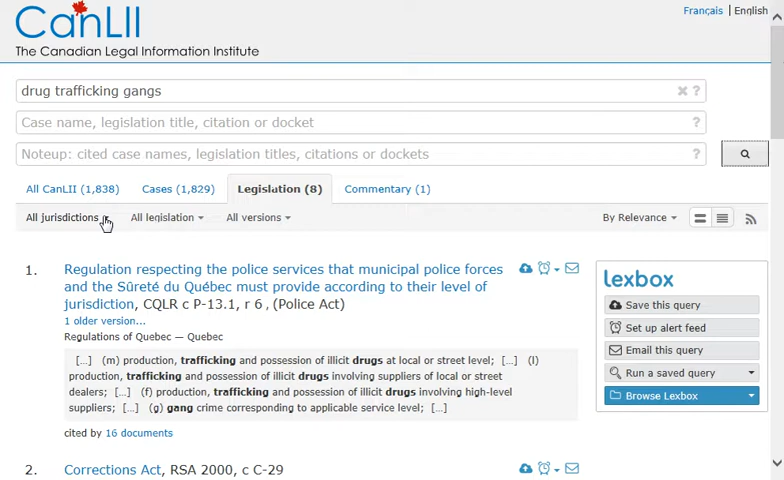 Français | English
CanLII
The Canadian Legal Information Institute
drug trafficking gangs
Case name, legislation title, citation or docket
Noteup: cited case names, legislation titles, citations or dockets
All CanLII (1,838) Cases (1,829) Legislation (8) Commentary (1)
All jurisdictions All legislation All versions By Relevance
1. Regulation respecting the police services that municipal police forces
and the Sûreté du Québec must provide according to their level of
jurisdiction, CQLR c P-13.1, r 6 , (Police Act)
1 older version...
Regulations of Quebec — Quebec
[...] (m) production, trafficking and possession of illicit drugs at local or street level; [...] (l)
production, trafficking and possession of illicit drugs involving suppliers of local or street
dealers; [...] (f) production, trafficking and possession of illicit drugs involving high-level
suppliers; [...] (g) gang crime corresponding to applicable service level; [...]
cited by 16 documents
2. Corrections Act, RSA 2000, c C-29
lexbox
Save this query
Set up alert feed
Email this query
Run a saved query
Browse Lexbox